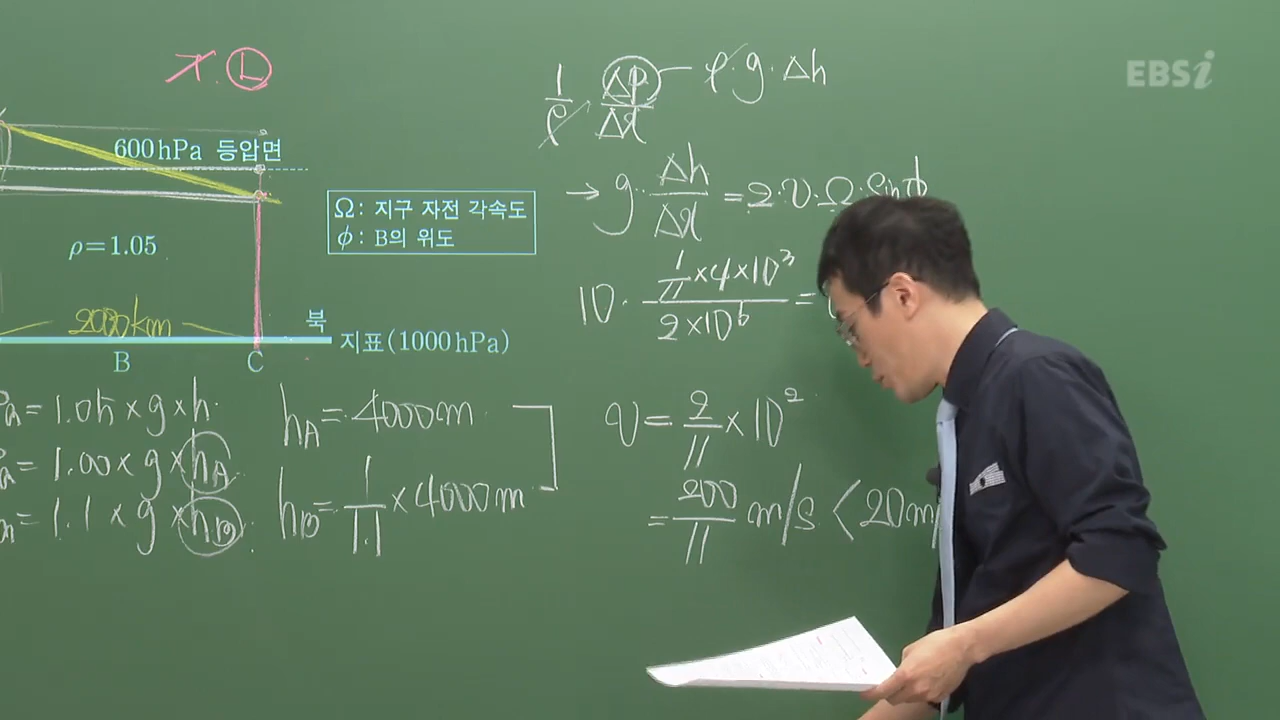 ㄱ. ㄴ
EBSi
600hPa 등압면
ρ=1.05
Ω: 지구 자전 각속도
ϕ: B의 위도
2000km
북
지표(1000hPa)
B
C
=1.05×g×h
=1.00×g×hA
=1.1×g×hB
hA=4000m
hB=1/1.1×4000m
1/ρ · Δp/Δx ρ·g·Δh
→ g·Δh/Δx=2·v·Ω·sinϕ
10·(1/11×4×10³)/(2×10⁶)=
v=2/11×10²
=200/11 m/s <20m/